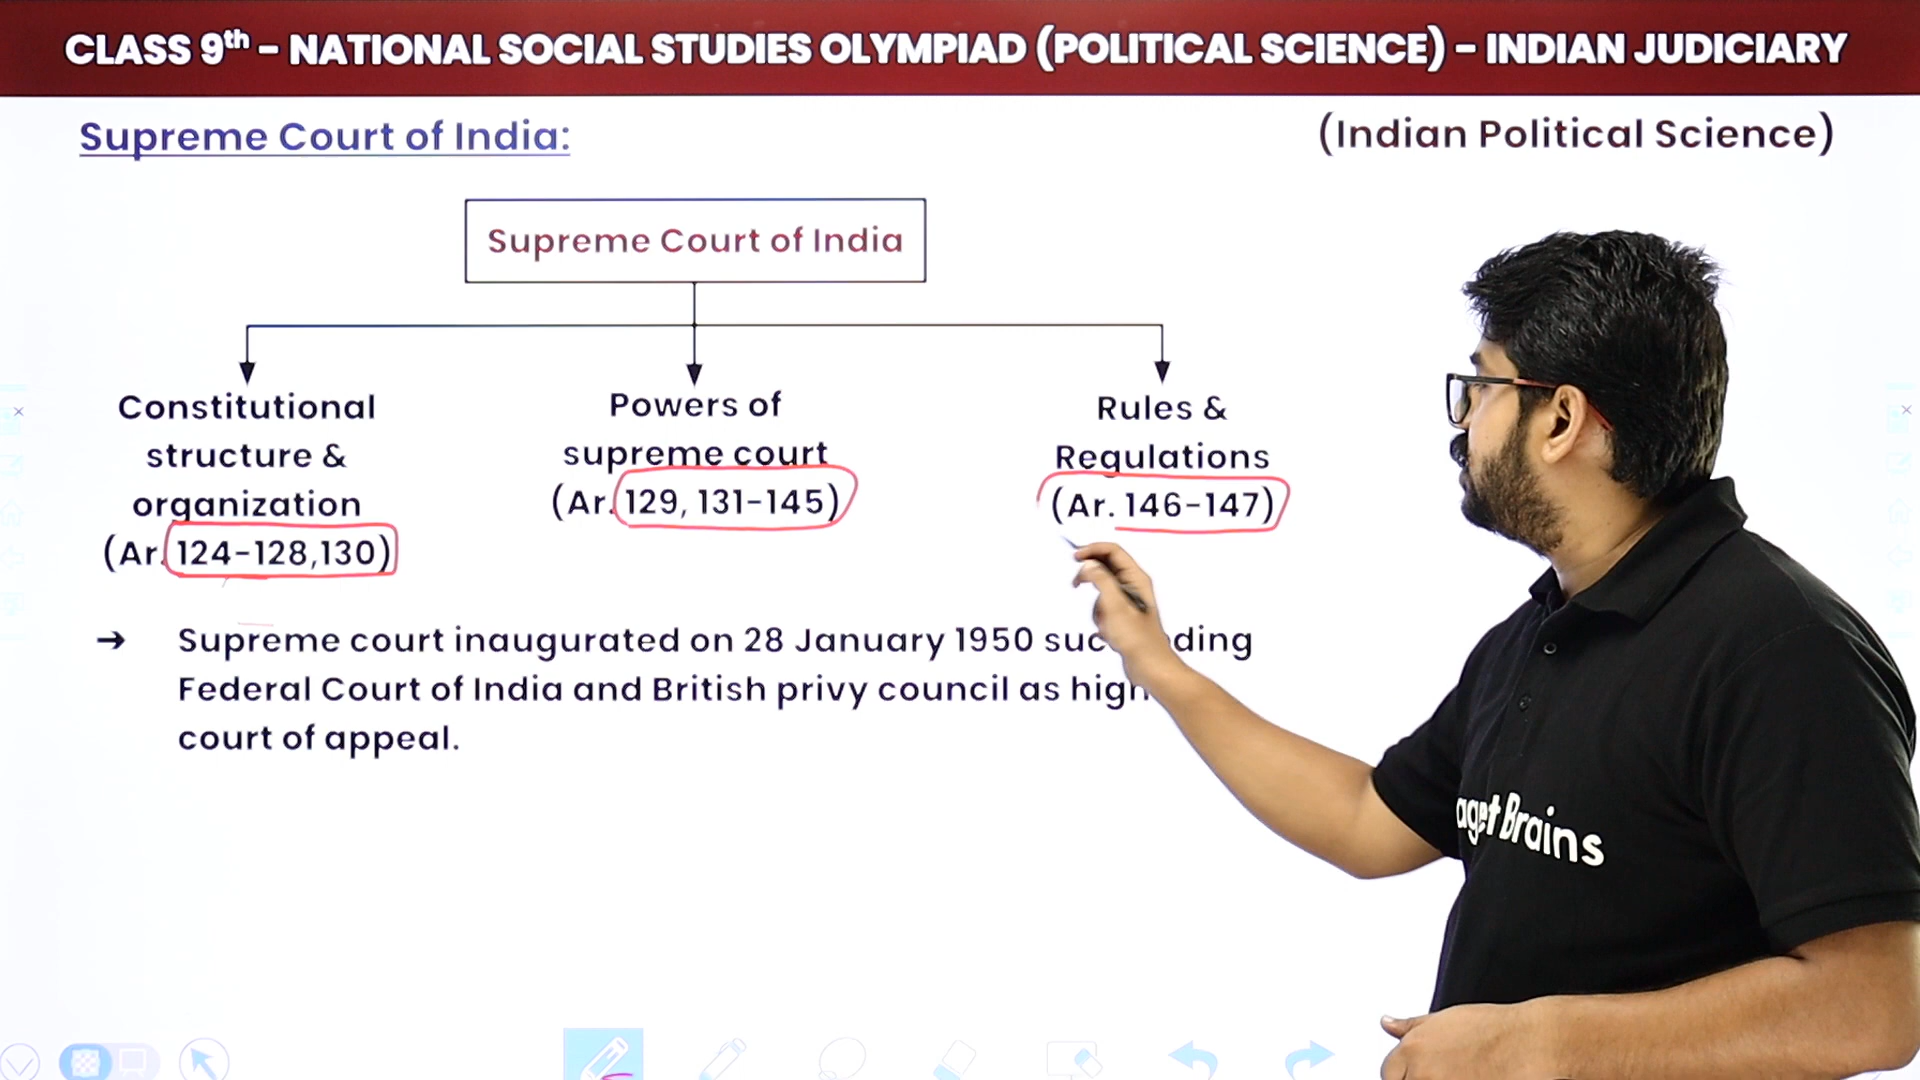 CLASS 9th – NATIONAL SOCIAL STUDIES OLYMPIAD (POLITICAL SCIENCE) – INDIAN JUDICIARY
Supreme Court of India:
(Indian Political Science)
Supreme Court of India
Constitutional
structure &
organization
(Ar. 124-128,130)
Powers of
supreme court
(Ar. 129, 131-145)
Rules &
Regulations
(Ar. 146-147)
➔ Supreme court inaugurated on 28 January 1950
Federal Court of India and British privy council as
court of appeal.
Brains